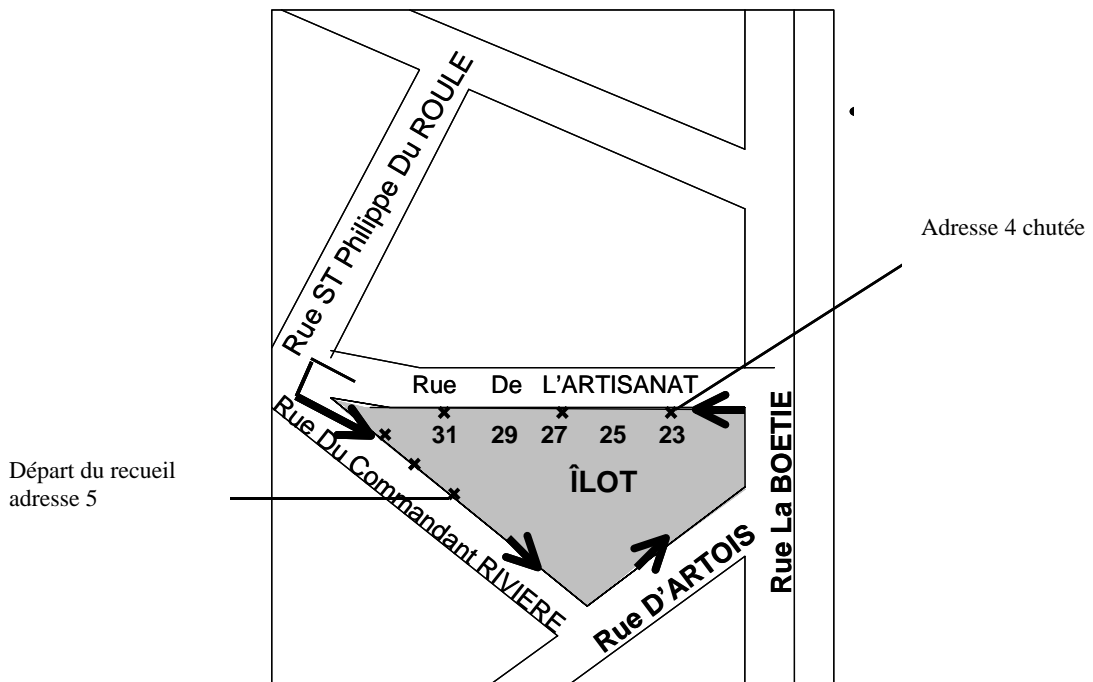 Rue ST Philippe Du ROULE
Adresse 4 chutée
Rue De L'ARTISANAT
31 29 27 25 23
Rue La BOETIE
Rue Du Commandant RIVIERE
Départ du recueil
adresse 5
ÎLOT
Rue D'ARTOIS